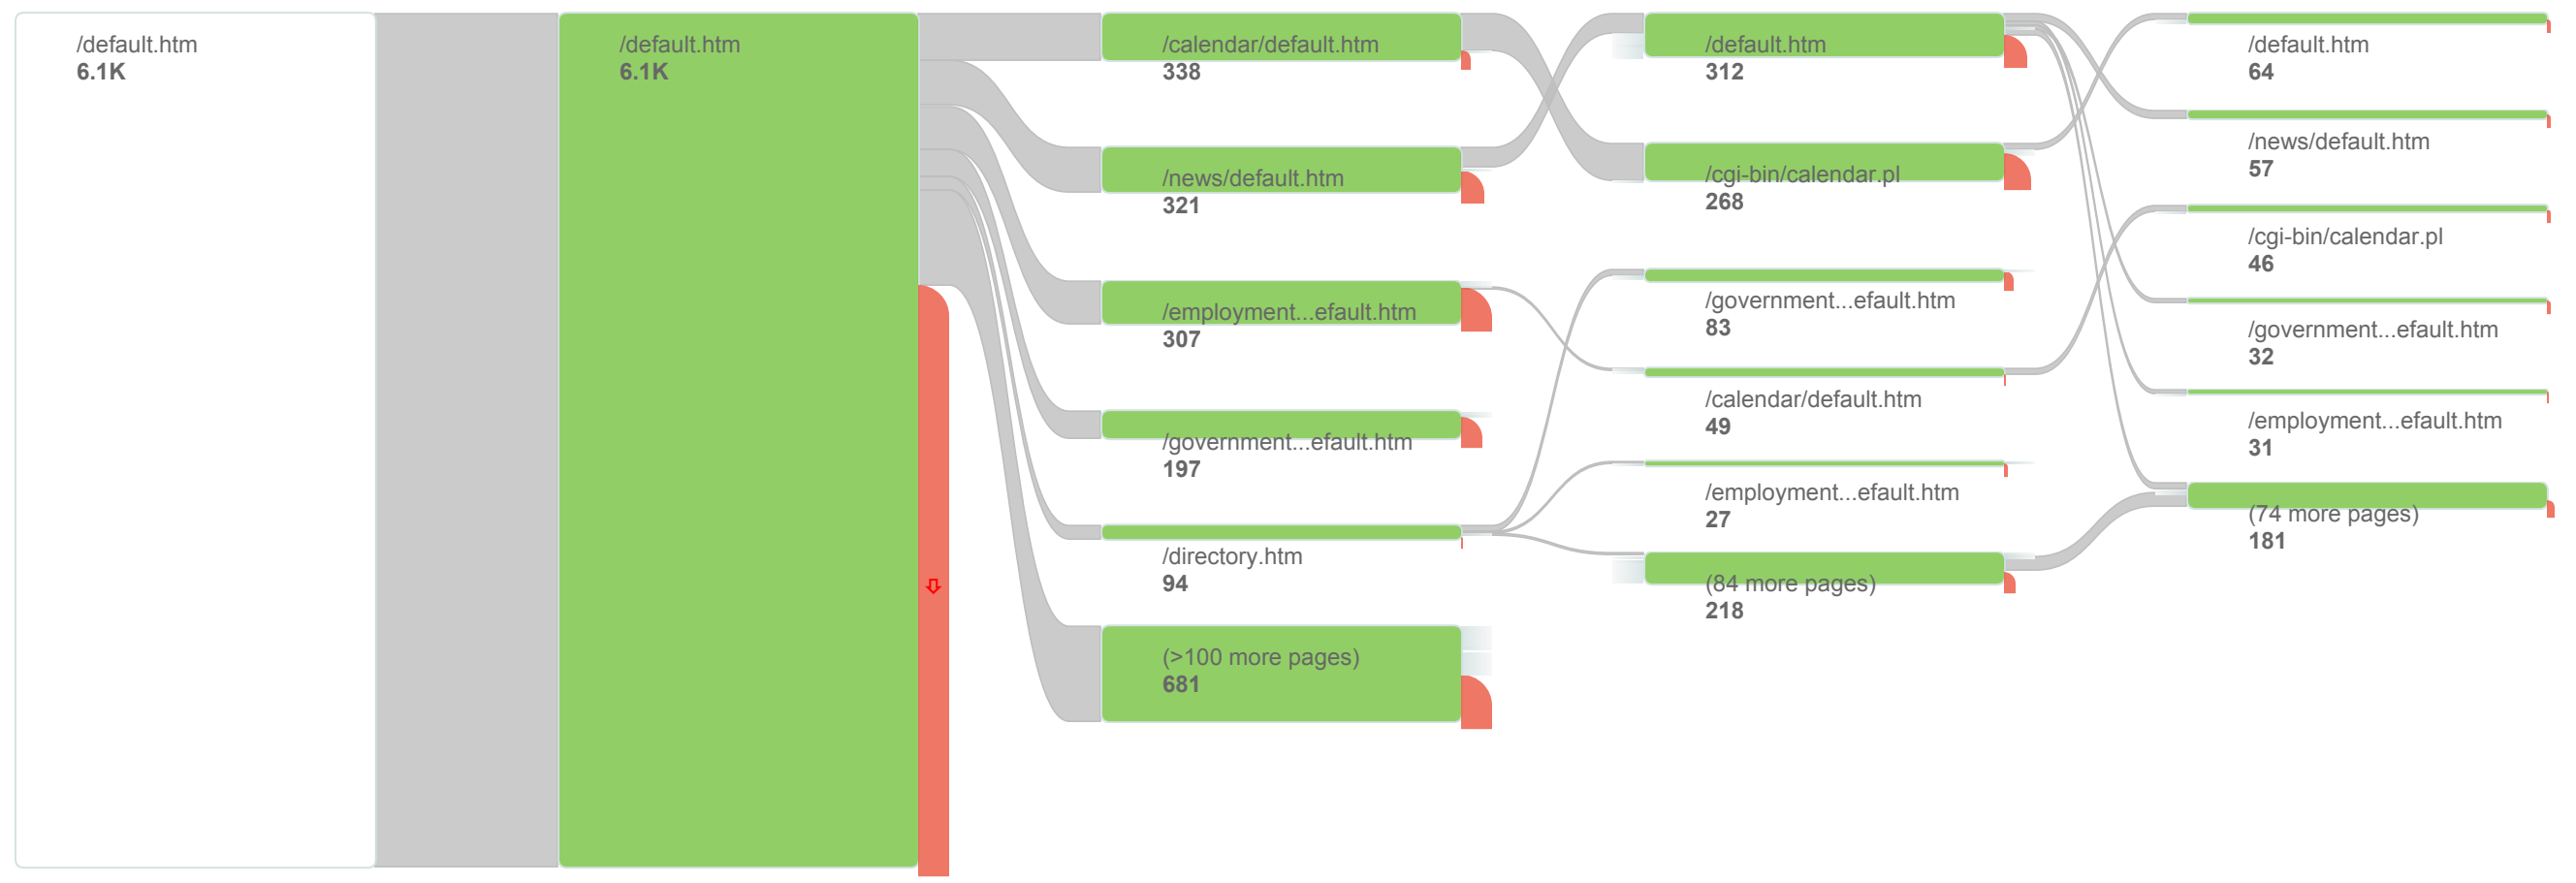 /default.htm
6.1K
/default.htm
6.1K
/calendar/default.htm
338
/news/default.htm
321
/employment...efault.htm
307
/government...efault.htm
197
/directory.htm
94
(>100 more pages)
681
/default.htm
312
/cgi-bin/calendar.pl
268
/government...efault.htm
83
/calendar/default.htm
49
/employment...efault.htm
27
(84 more pages)
218
/default.htm
64
/news/default.htm
57
/cgi-bin/calendar.pl
46
/government...efault.htm
32
/employment...efault.htm
31
(74 more pages)
181